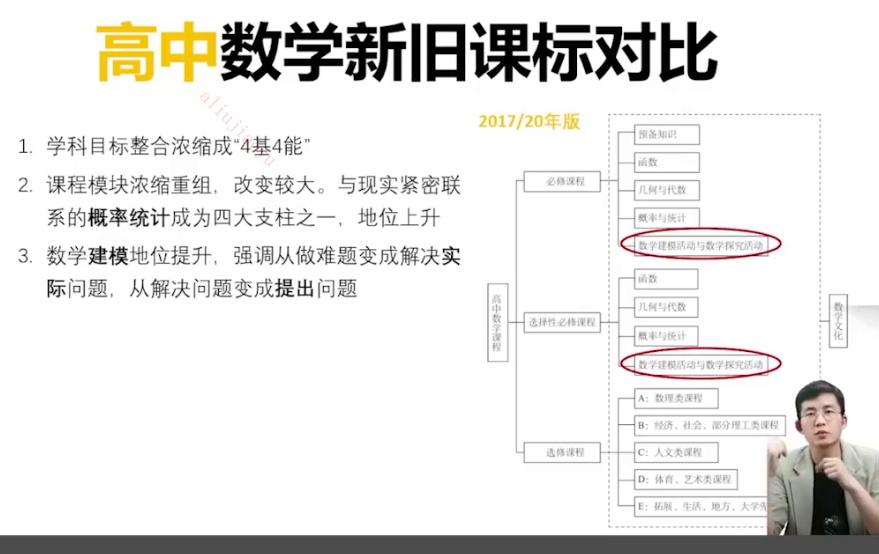 高中数学新旧课标对比
1. 学科目标整合浓缩成“4基4能”
2. 课程模块浓缩重组，改变较大。与现实紧密联
系的概率统计成为四大支柱之一，地位上升
3. 数学建模地位提升，强调从做难题变成解决实
际问题，从解决问题变成提出问题
2017/20年版
高中数学课程
必修课程
预备知识
函数
几何与代数
概率与统计
数学建模活动与数学探究活动
选择性必修课程
函数
几何与代数
概率与统计
数学建模活动与数学探究活动
选修课程
A：数理类课程
B：经济、社会、部分理工类课程
C：人文类课程
D：体育、艺术类课程
E：拓展、生活、地方、大学先
数学文化